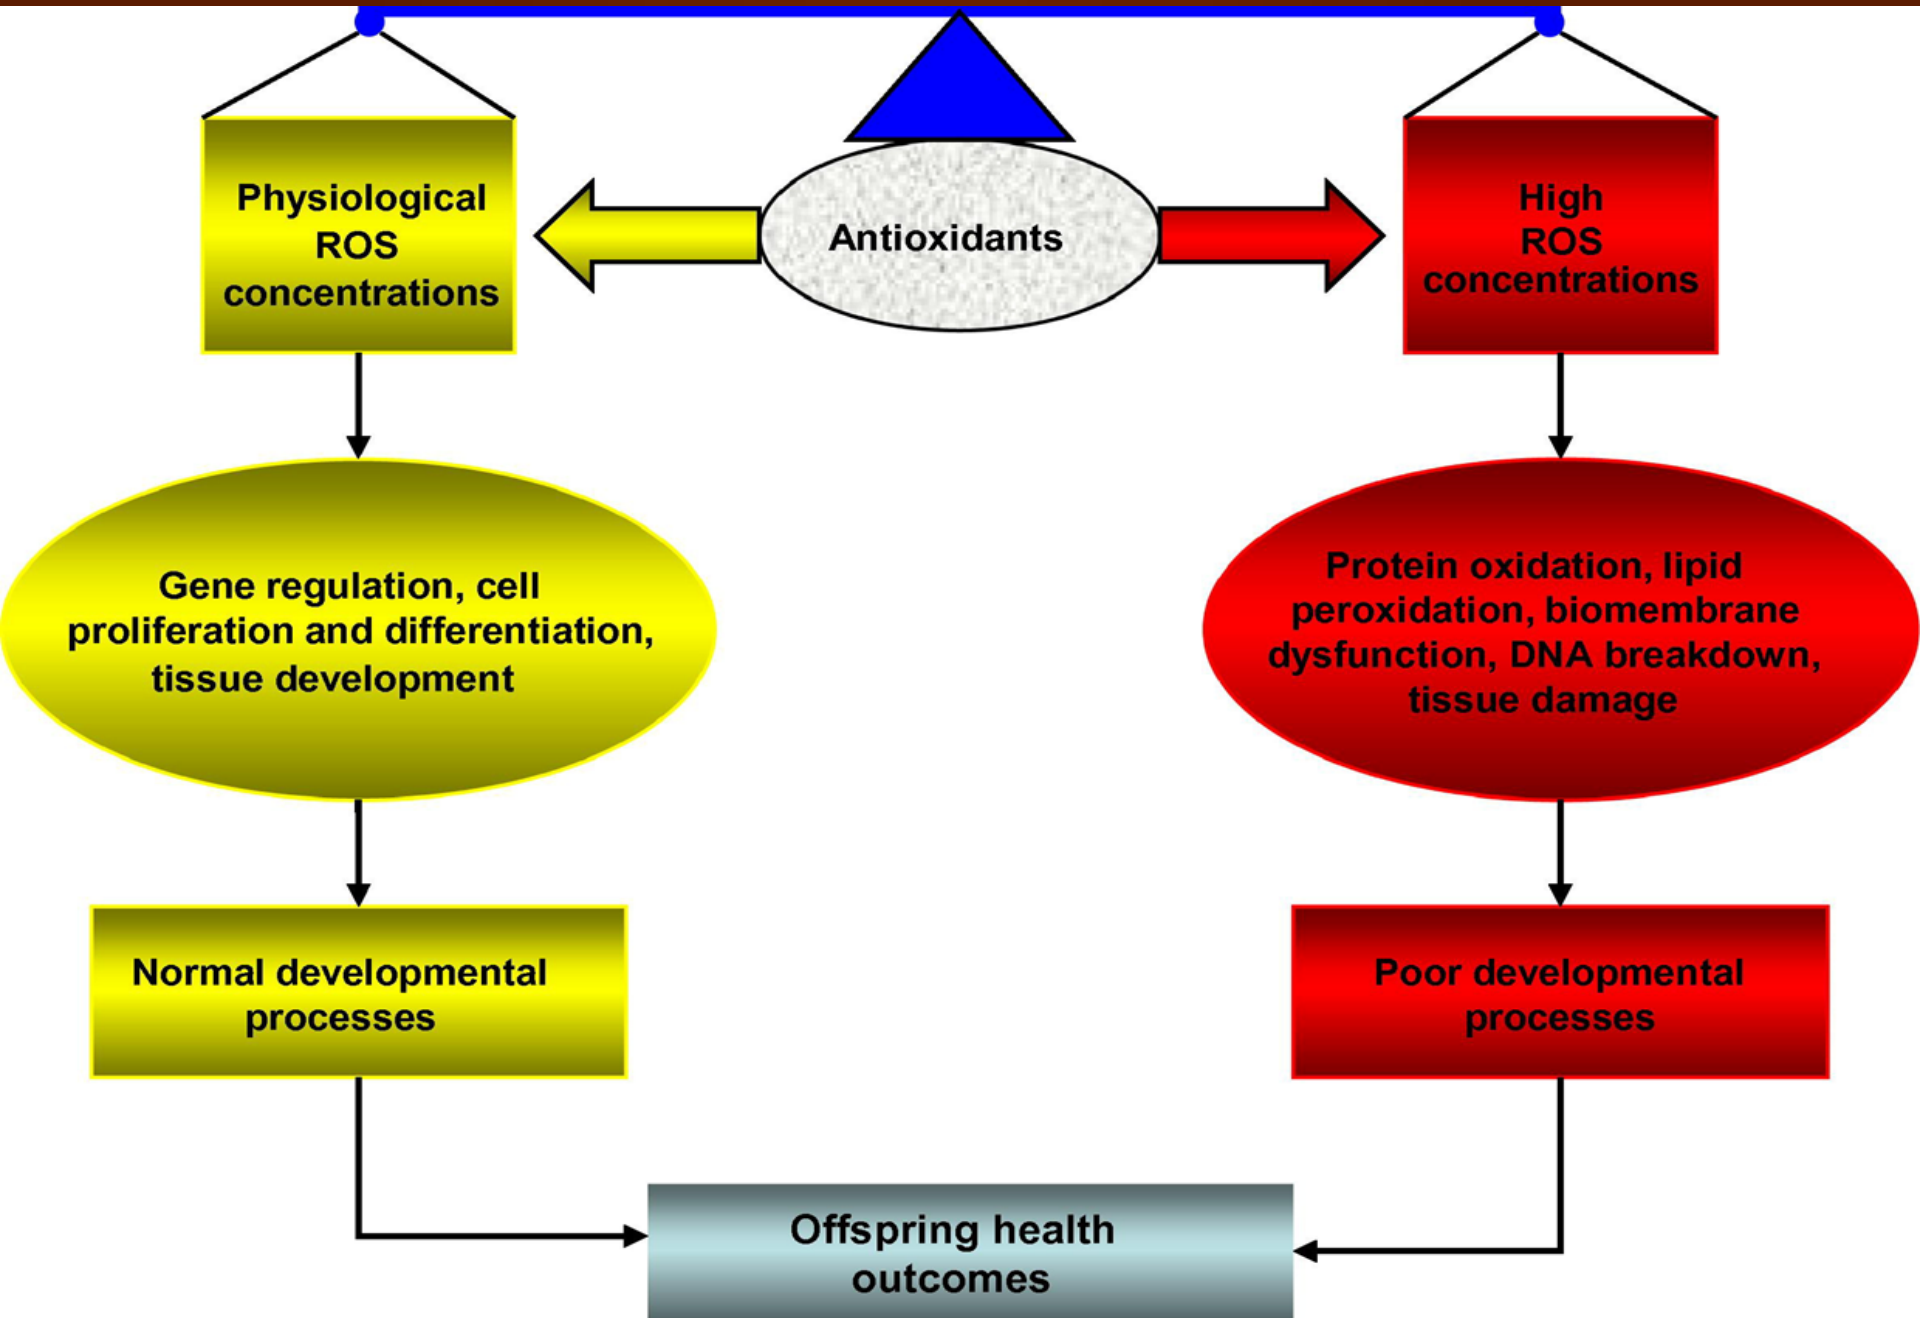 Physiological
ROS
concentrations
Antioxidants
High
ROS
concentrations
Gene regulation, cell
proliferation and differentiation,
tissue development
Protein oxidation, lipid
peroxidation, biomembrane
dysfunction, DNA breakdown,
tissue damage
Normal developmental
processes
Poor developmental
processes
Offspring health
outcomes